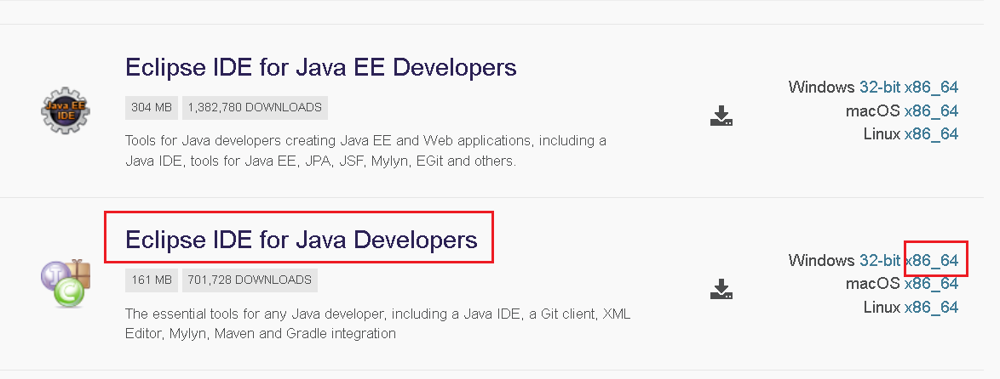 Eclipse IDE for Java EE Developers
304 MB 1,382,780 DOWNLOADS
Tools for Java developers creating Java EE and Web applications, including a
Java IDE, tools for Java EE, JPA, JSF, Mylyn, EGit and others.
Java EE
IDE
Windows 32-bit x86_64
macOS x86_64
Linux x86_64
Eclipse IDE for Java Developers
161 MB 701,728 DOWNLOADS
The essential tools for any Java developer, including a Java IDE, a Git client, XML
Editor, Mylyn, Maven and Gradle integration
J
C
Windows 32-bit x86_64
macOS x86_64
Linux x86_64